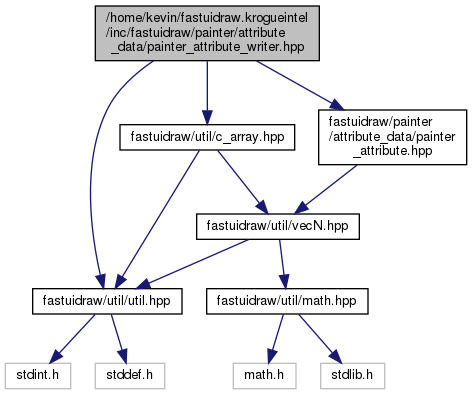 /home/kevin/fastuidraw.krogueintel
/inc/fastuidraw/painter/attribute
_data/painter_attribute_writer.hpp
fastuidraw/util/c_array.hpp
fastuidraw/painter
/attribute_data/painter
_attribute.hpp
fastuidraw/util/vecN.hpp
fastuidraw/util/util.hpp
fastuidraw/util/math.hpp
stdint.h
stddef.h
math.h
stdlib.h